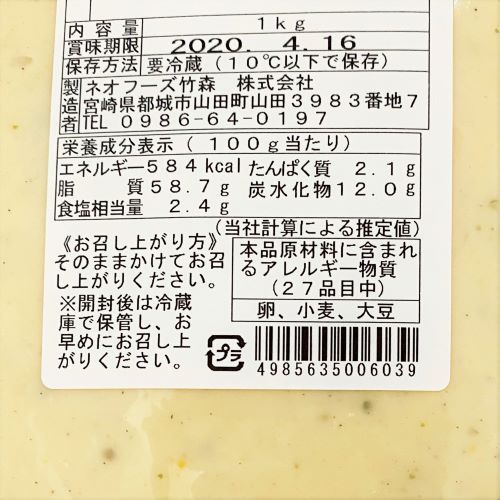 内容量 1kg
賞味期限 2020. 4.16
保存方法 要冷蔵(10℃以下で保存)
製造者 ネオフーズ竹森 株式会社
宮崎県都城市山田町山田3983番地7
TEL 0986-64-0197
栄養成分表示(100g当たり)
エネルギー584kcal たんぱく質 2.1g
脂質58.7g 炭水化物12.0g
食塩相当量 2.4g
(当社計算による推定値)
《お召し上がり方》
そのままかけてお召
し上がりください。
※開封後は冷蔵
庫で保管し、お
早めにお召し上
がりください。
本品原材料に含まれ
るアレルギー物質
(27品目中)
卵、小麦、大豆
プラ
4985635006039